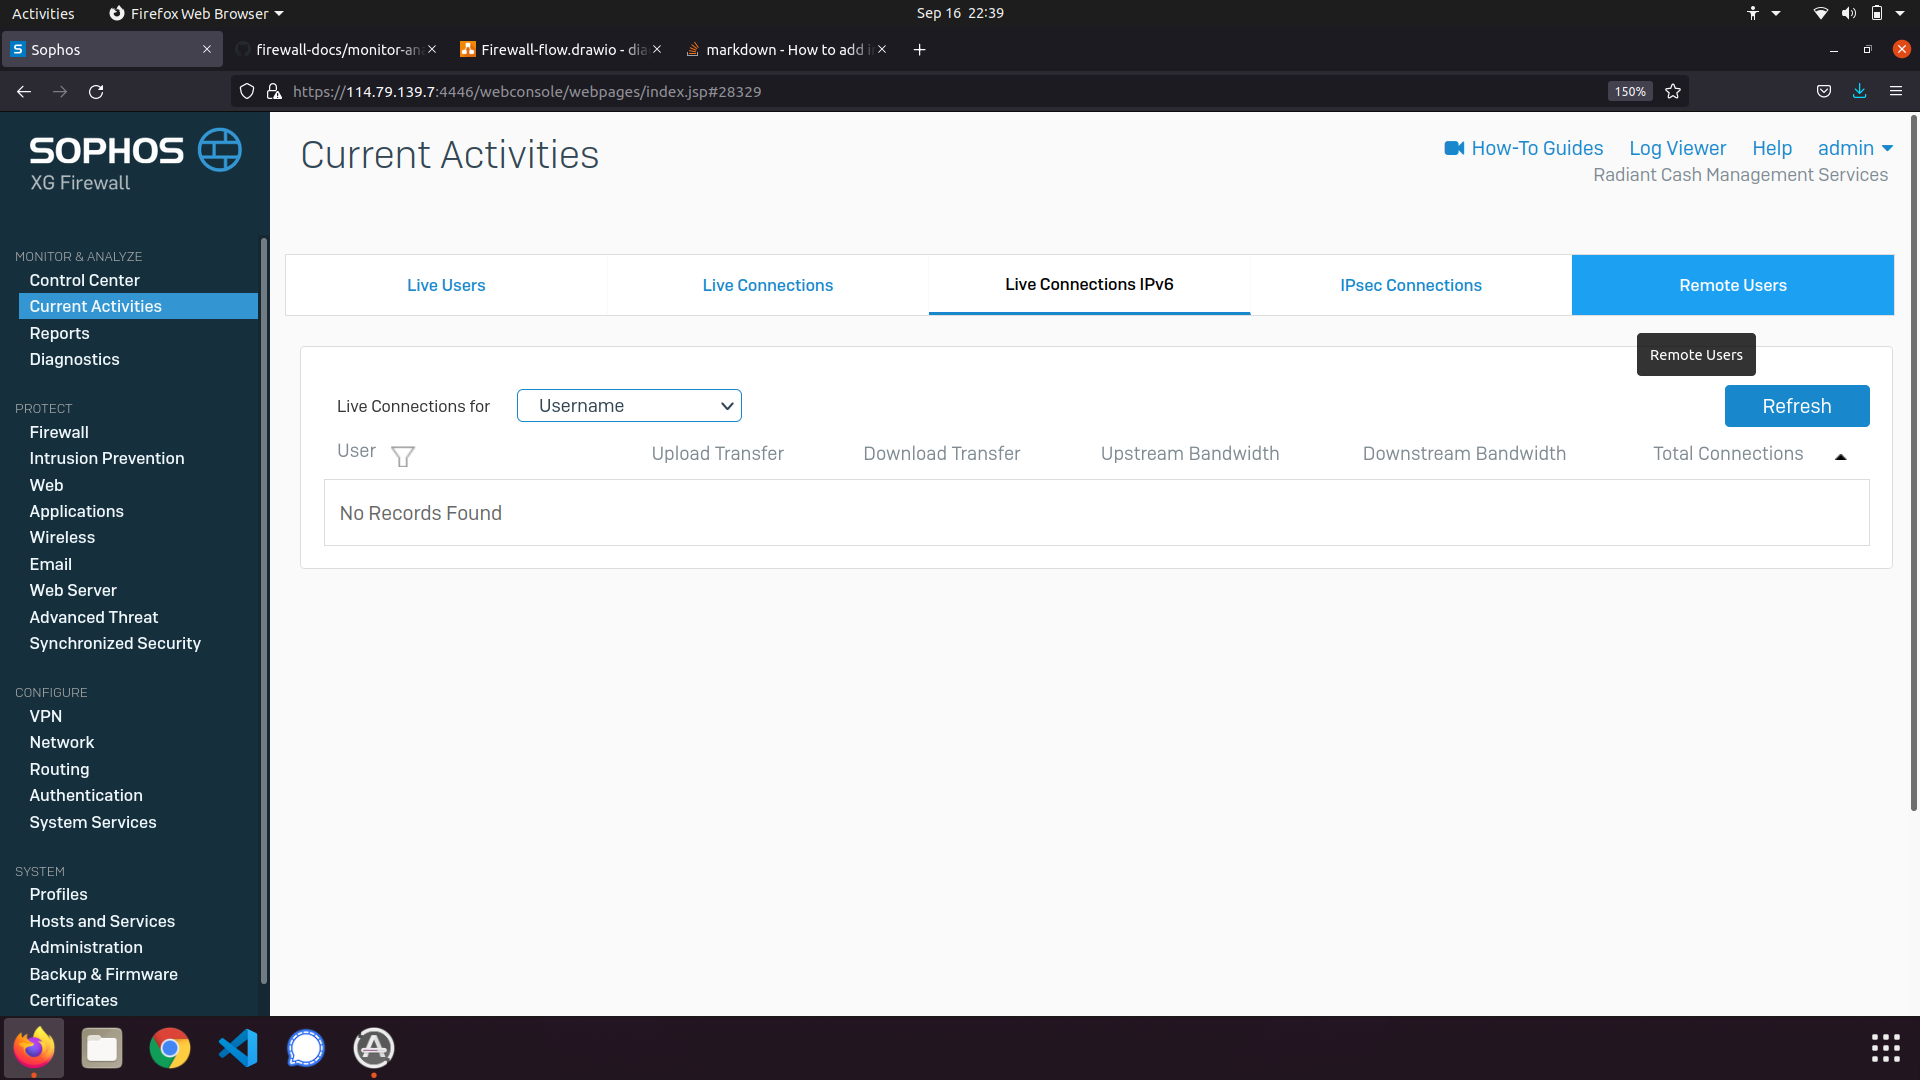 Activities
Firefox Web Browser
Sep 16 22:39
Sophos
firewall-docs/monitor-an
Firewall-flow.drawio - dia
markdown - How to add i
https://114.79.139.7:4446/webconsole/webpages/index.jsp#28329
150%
SOPHOS
XG Firewall
Current Activities
How-To Guides
Log Viewer
Help
admin
Radiant Cash Management Services
MONITOR & ANALYZE
Control Center
Current Activities
Reports
Diagnostics
PROTECT
Firewall
Intrusion Prevention
Web
Applications
Wireless
Email
Web Server
Advanced Threat
Synchronized Security
CONFIGURE
VPN
Network
Routing
Authentication
System Services
SYSTEM
Profiles
Hosts and Services
Administration
Backup & Firmware
Certificates
Live Users
Live Connections
Live Connections IPv6
IPsec Connections
Remote Users
Remote Users
Live Connections for
Username
Refresh
User
Upload Transfer
Download Transfer
Upstream Bandwidth
Downstream Bandwidth
Total Connections
No Records Found